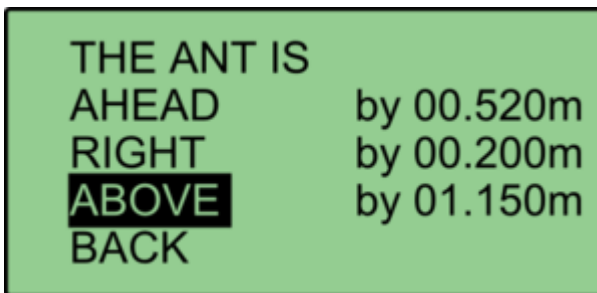 THE ANT IS
AHEAD by 00.520m
RIGHT by 00.200m
ABOVE by 01.150m
BACK